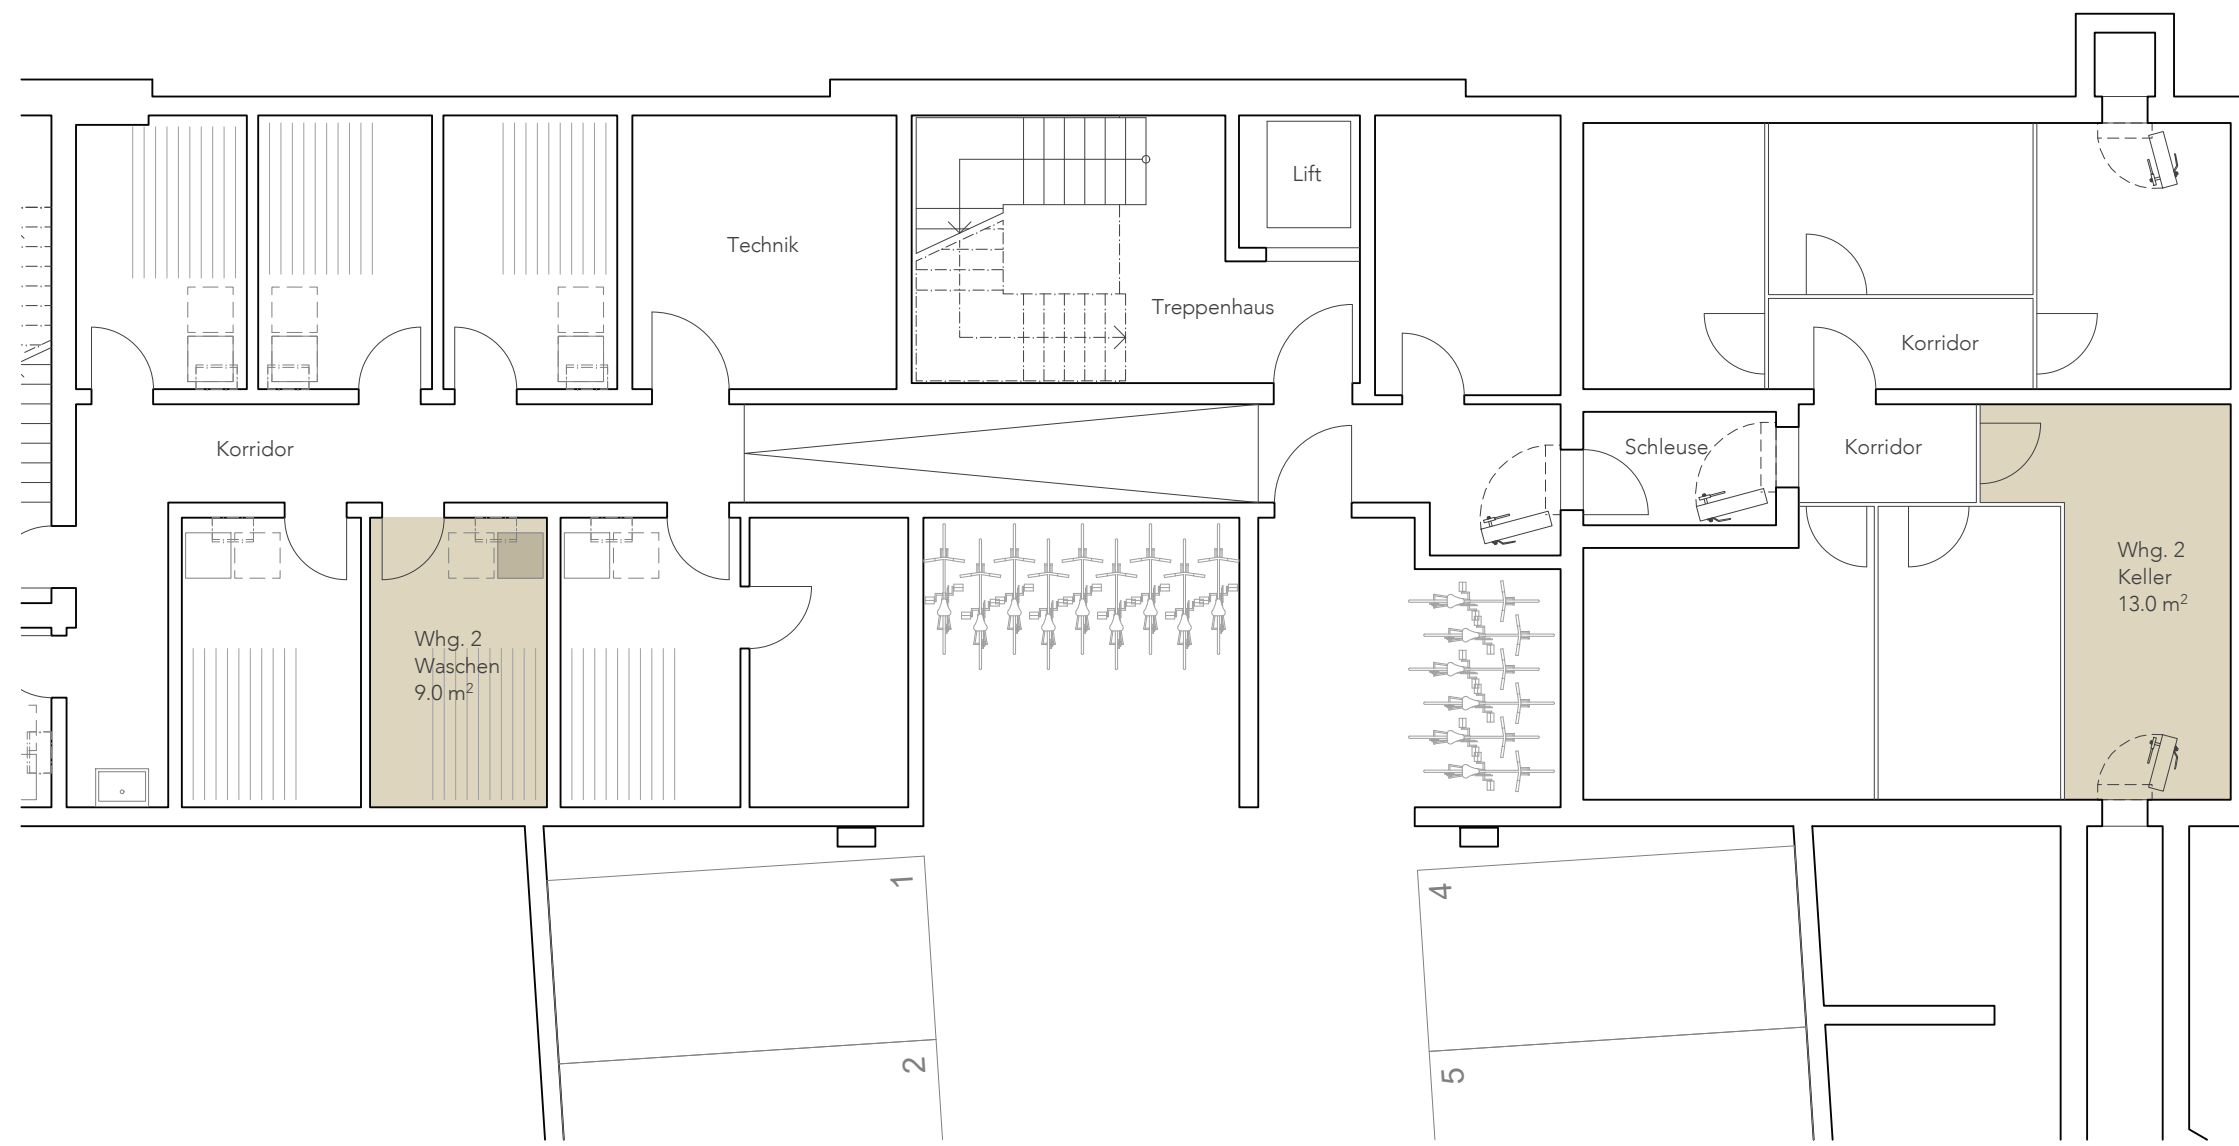 Lift
Technik
Treppenhaus
Korridor
Korridor
Schleuse
Korridor
Whg. 2
Keller
13.0 m²
Whg. 2
Waschen
9.0 m²
1
4
2
5